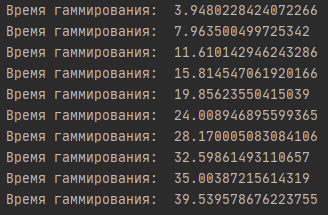 Время гаммирования:  3.9480228424072266
Время гаммирования:  7.963500499725342
Время гаммирования:  11.610142946243286
Время гаммирования:  15.814547061920166
Время гаммирования:  19.85623550415039
Время гаммирования:  24.008946895599365
Время гаммирования:  28.170005083084106
Время гаммирования:  32.59861493110657
Время гаммирования:  35.00387215614319
Время гаммирования:  39.539578676223755